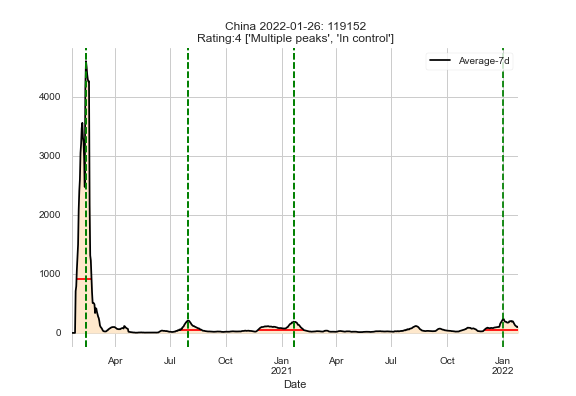 China 2022-01-26: 119152
Rating:4 ['Multiple peaks', 'In control']
Average-7d
4000
3000
2000
1000
0
Apr Jul Oct Jan Apr Jul Oct Jan
2021 2022
Date